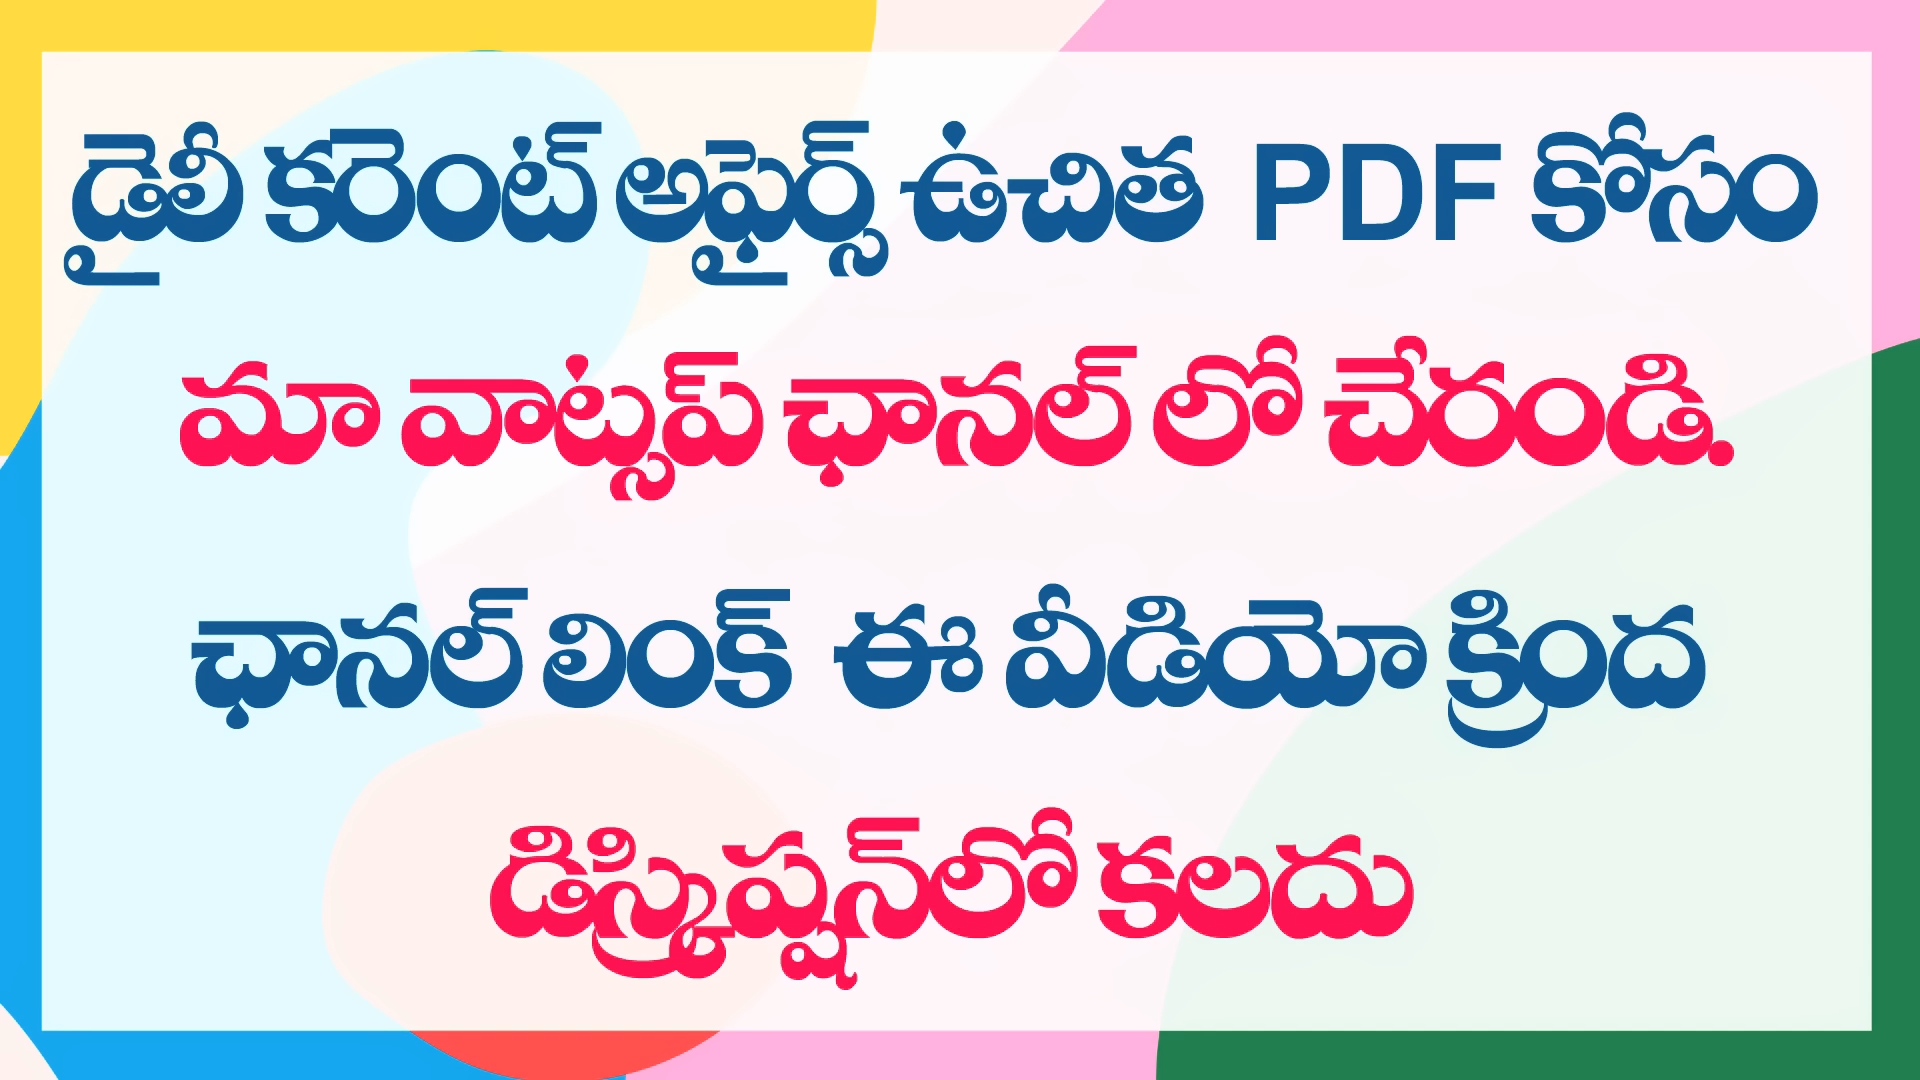 డైలీ కరెంట్ అఫైర్స్ ఉచిత PDF కోసం
మా వాట్సప్ ఛానల్ లో చేరండి.
ఛానల్ లింక్ ఈ వీడియో క్రింద
డిస్క్రిప్షన్‌లో కలదు